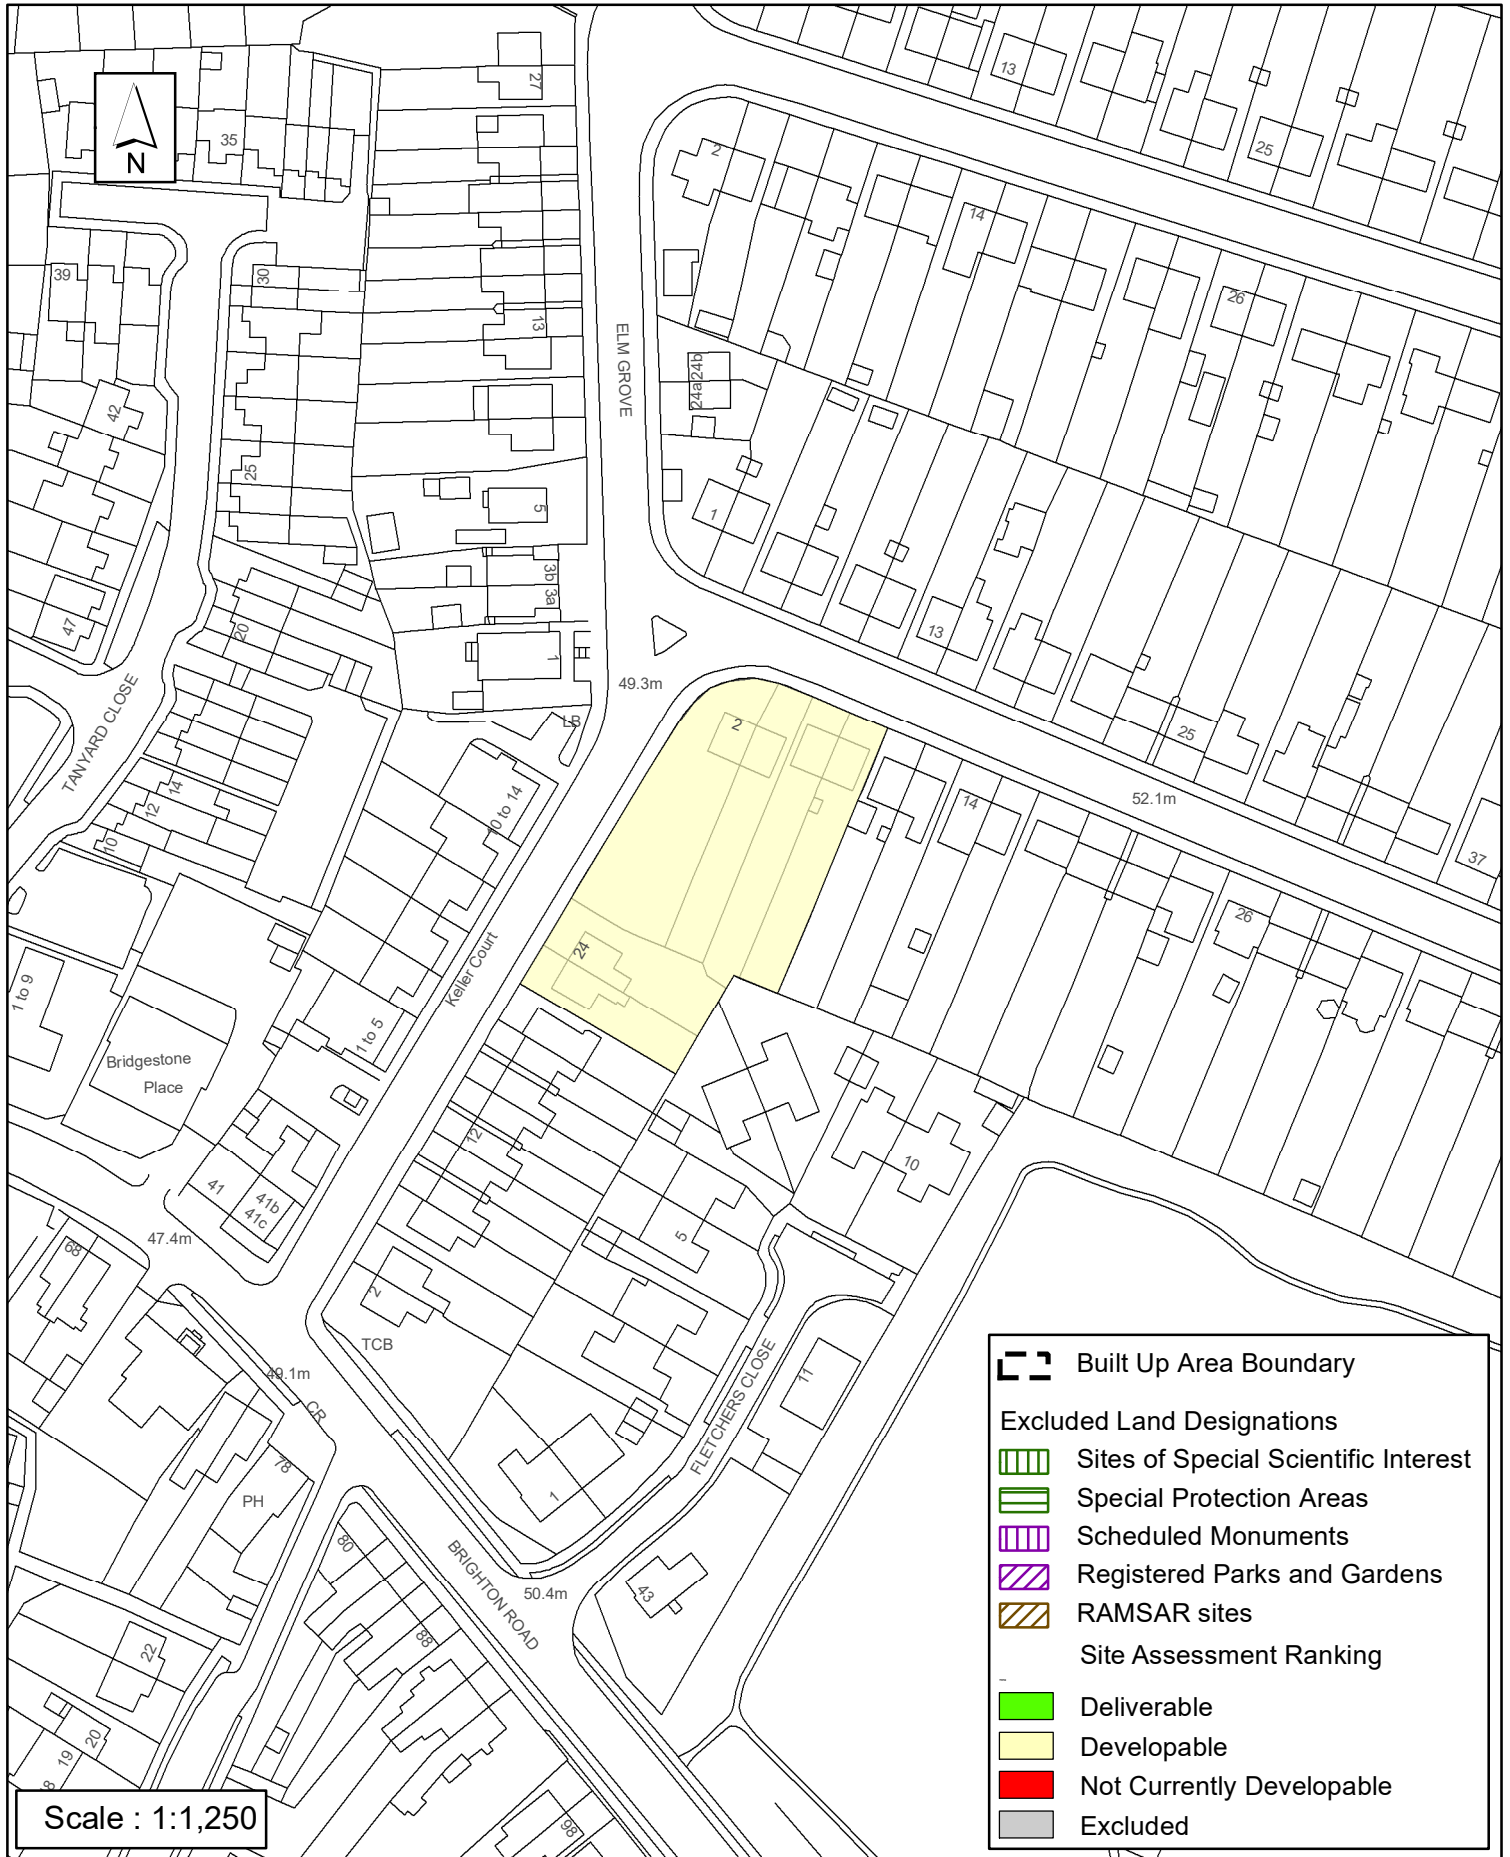 27
13
35
N
2
25
14
39
30
26
13
ELM GROVE
24a24b
42
25
5
1
3b 3a
47
20
13
1
49.3m
TANYARD CLOSE
LB
2
25
14
12
10
10 to 14
14
52.1m
37
24
26
Keller Court
1 to 9
1 to 5
Bridgestone
Place
12
10
41
41b
41c
5
47.4m
68
2
TCB
49.1m
CR
11
FLETCHERS CLOSE
78
PH
1
80
BRIGHTON ROAD
50.4m
43
88
22
20
19
98
Scale : 1:1,250
Built Up Area Boundary
Excluded Land Designations
Sites of Special Scientific Interest
Special Protection Areas
Scheduled Monuments
Registered Parks and Gardens
RAMSAR sites
Site Assessment Ranking
Deliverable
Developable
Not Currently Developable
Excluded